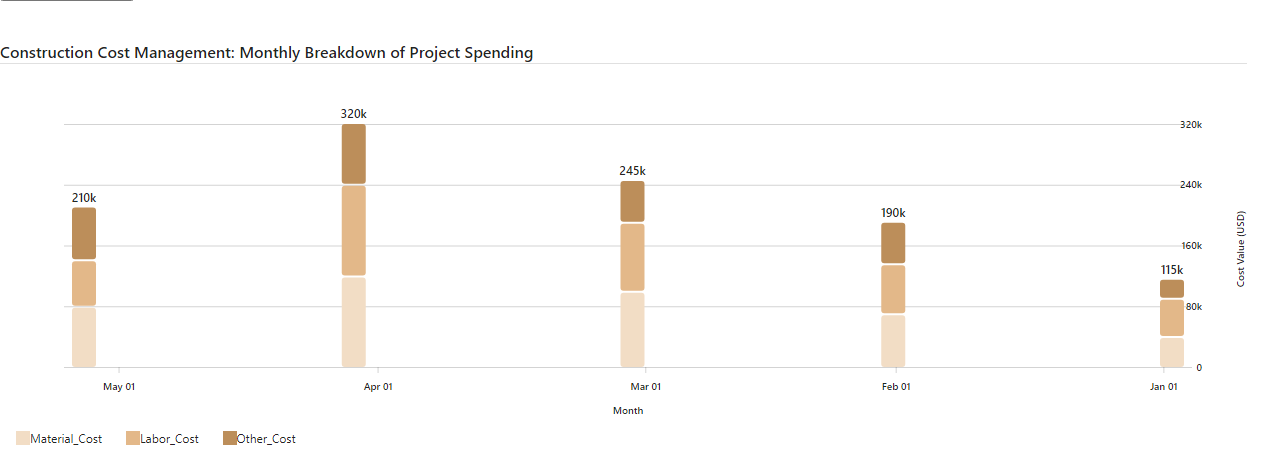 Construction Cost Management: Monthly Breakdown of Project Spending
320k
320k
245k
240k
210k
190k
160k
Cost Value (USD)
115k
80k
0
May 01
Apr 01
Mar 01
Feb 01
Jan 01
Month
Material_Cost
Labor_Cost
Other_Cost